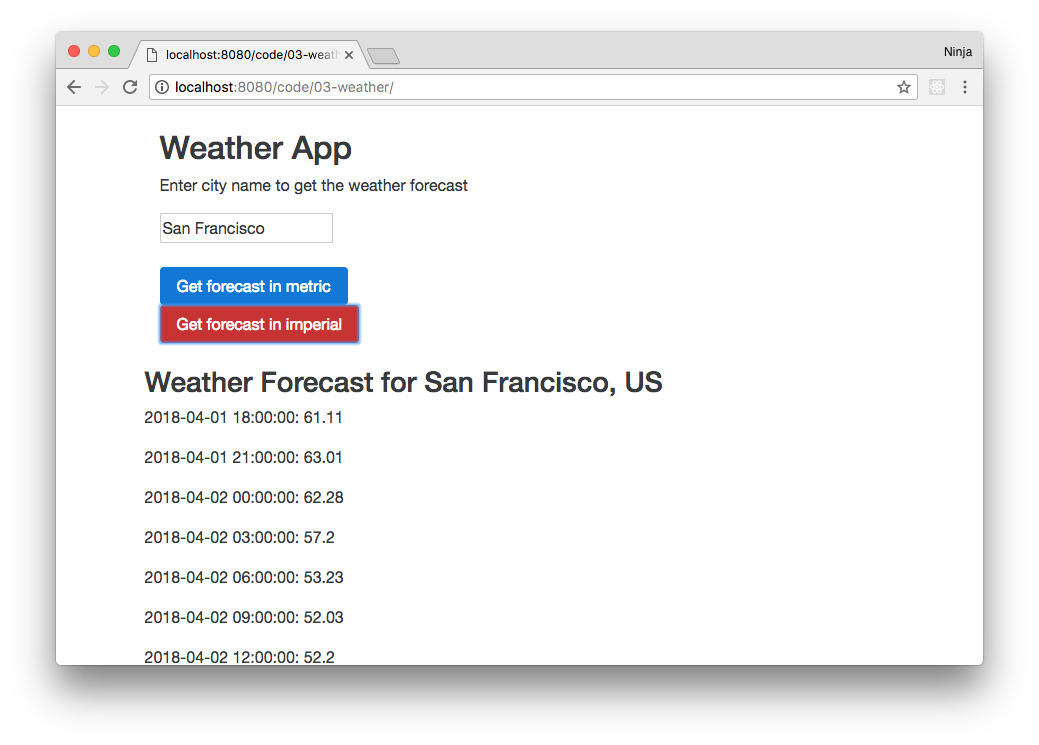 localhost:8080/code/03-weath
Ninja
localhost:8080/code/03-weather/
Weather App
Enter city name to get the weather forecast
San Francisco
Get forecast in metric
Get forecast in imperial
Weather Forecast for San Francisco, US
2018-04-01 18:00:00: 61.11
2018-04-01 21:00:00: 63.01
2018-04-02 00:00:00: 62.28
2018-04-02 03:00:00: 57.2
2018-04-02 06:00:00: 53.23
2018-04-02 09:00:00: 52.03
2018-04-02 12:00:00: 52.2